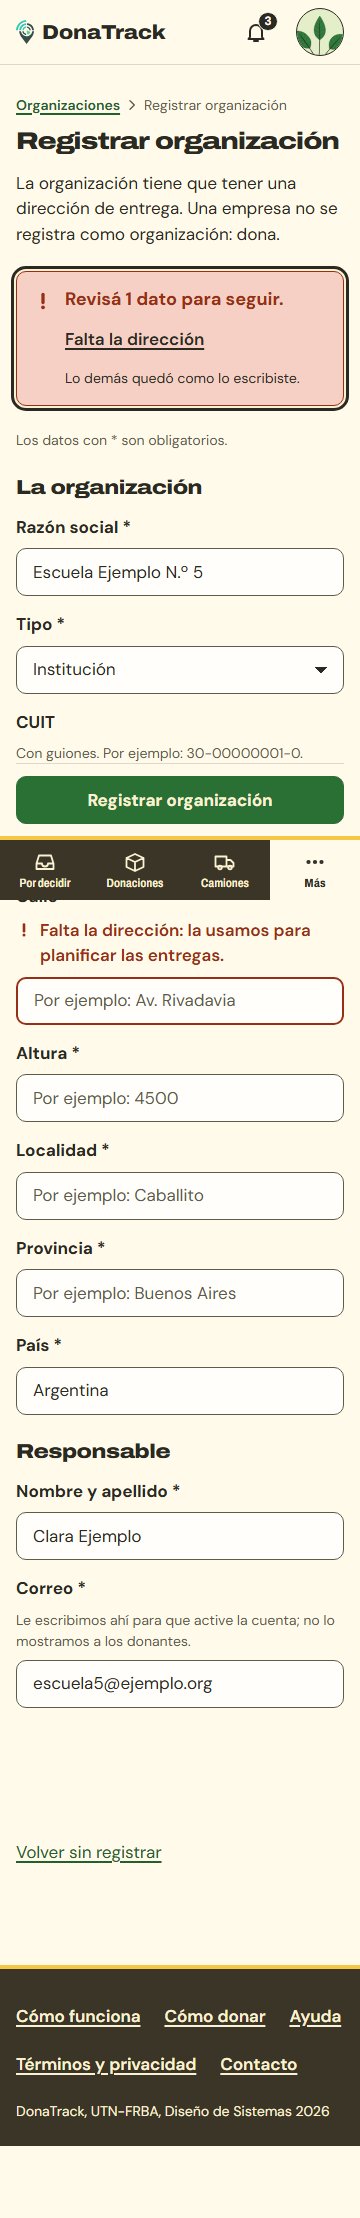 DonaTrack
3
Organizaciones > Registrar organización
Registrar organización
La organización tiene que tener una
dirección de entrega. Una empresa no se
registra como organización: dona.
! Revisá 1 dato para seguir.
Falta la dirección
Lo demás quedó como lo escribiste.
Los datos con * son obligatorios.
La organización
Razón social *
Escuela Ejemplo N.º 5
Tipo *
Institución
CUIT
Con guiones. Por ejemplo: 30-00000001-0.
Registrar organización
Por decidir
Donaciones
Camiones
Más
! Falta la dirección: la usamos para
planificar las entregas.
Por ejemplo: Av. Rivadavia
Altura *
Por ejemplo: 4500
Localidad *
Por ejemplo: Caballito
Provincia *
Por ejemplo: Buenos Aires
País *
Argentina
Responsable
Nombre y apellido *
Clara Ejemplo
Correo *
Le escribimos ahí para que active la cuenta; no lo
mostramos a los donantes.
escuela5@ejemplo.org
Volver sin registrar
Cómo funciona
Cómo donar
Ayuda
Términos y privacidad
Contacto
DonaTrack, UTN-FRBA, Diseño de Sistemas 2026